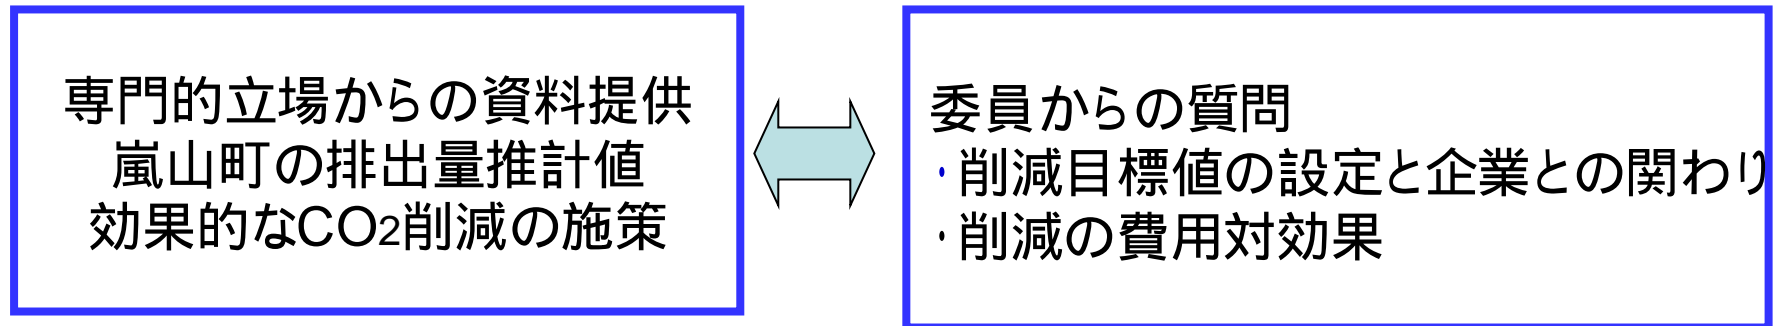 専門的立場からの資料提供
嵐山町の排出量推計値
効果的なCO2削減の施策
委員からの質問
・削減目標値の設定と企業との関わり
・削減の費用対効果